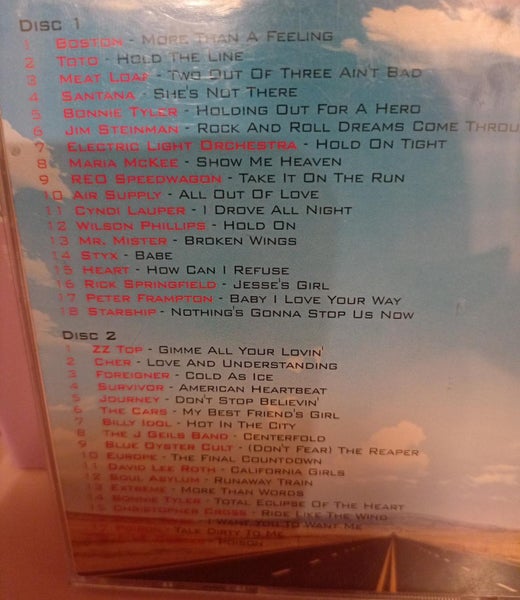 Disc 1
1 Boston - More Than A Feeling
2 Toto - Hold The Line
3 Meat Loaf - Two Out Of Three Ain't Bad
4 Santana - She's Not There
5 Bonnie Tyler - Holding Out For A Hero
6 Jim Steinman - Rock And Roll Dreams Come Throu
7 Electric Light Orchestra - Hold On Tight
8 Maria McKee - Show Me Heaven
9 REO Speedwagon - Take It On The Run
10 Air Supply - All Out Of Love
11 Cyndi Lauper - I Drove All Night
12 Wilson Phillips - Hold On
13 Mr. Mister - Broken Wings
14 Styx - Babe
15 Heart - How Can I Refuse
16 Rick Springfield - Jesse's Girl
17 Peter Frampton - Baby I Love Your Way
18 Starship - Nothing's Gonna Stop Us Now
Disc 2
1 ZZ Top - Gimme All Your Lovin'
2 Cher - Love And Understanding
3 Foreigner - Cold As Ice
4 Survivor - American Heartbeat
5 Journey - Don't Stop Believin'
6 The Cars - My Best Friend's Girl
7 Billy Idol - Hot In The City
8 The J Geils Band - Centerfold
9 Blue Oyster Cult - (Don't Fear) The Reaper
10 Europe - The Final Countdown
11 David Lee Roth - California Girls
12 Soul Asylum - Runaway Train
13 Extreme - More Than Words
14 Bonnie Tyler - Total Eclipse Of The Heart
15 Christopher Cross - Ride Like The Wind
- I Want You To Want Me
- Talk Dirty To Me
- Poison